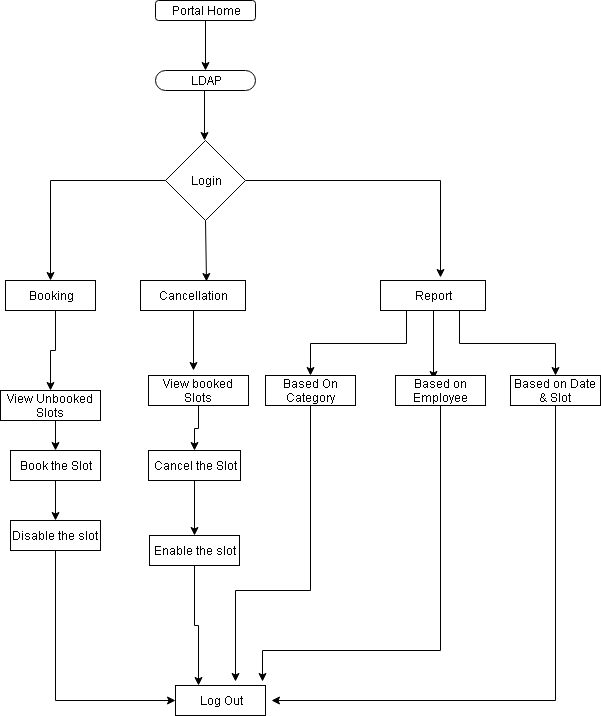 Portal Home
LDAP
Login
Booking
Cancellation
Report
View Unbooked
Slots
View booked
Slots
Based On
Category
Based on
Employee
Based on Date
& Slot
Book the Slot
Cancel the Slot
Disable the slot
Enable the slot
Log Out